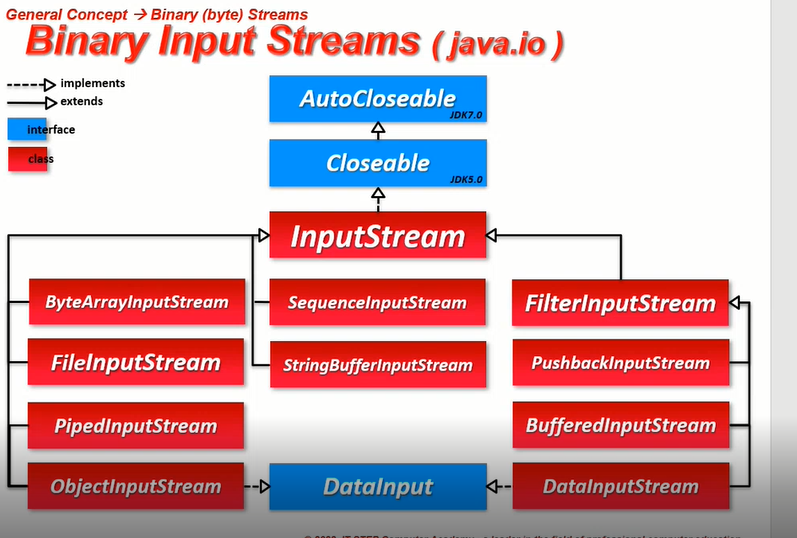 General Concept → Binary (byte) Streams
Binary Input Streams ( java.io )
implements
extends
interface
class
AutoCloseable
JDK7.0
Closeable
JDK5.0
InputStream
ByteArrayInputStream
SequenceInputStream
FilterInputStream
FileInputStream
StringBufferInputStream
PushbackInputStream
PipedInputStream
BufferedInputStream
ObjectInputStream
DataInput
DataInputStream